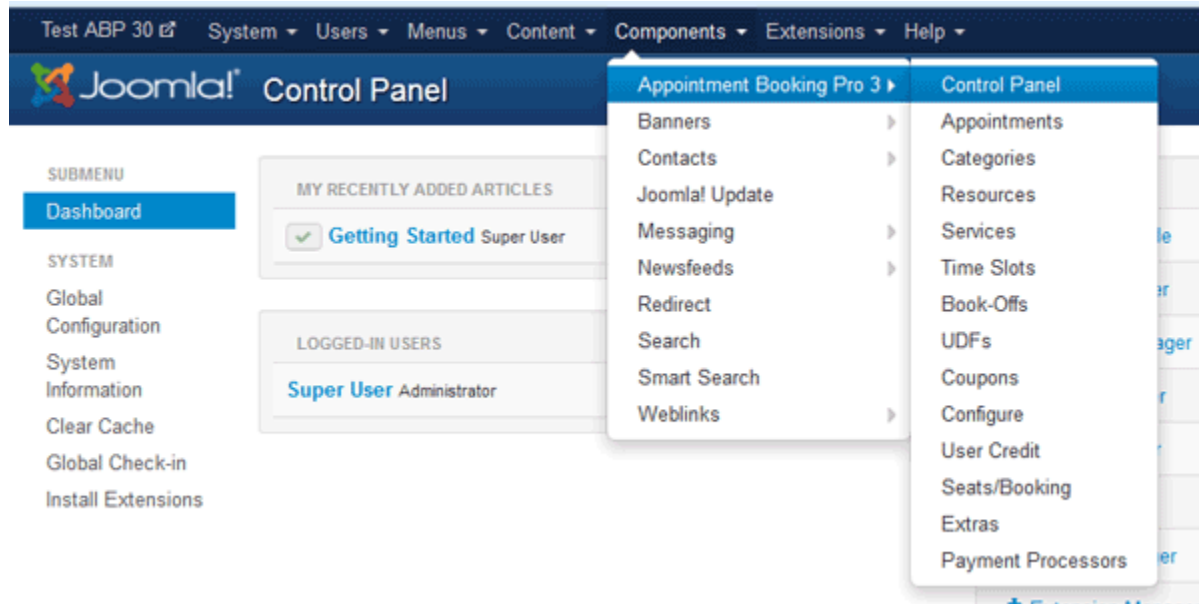 Test ABP 30 System Users Menus Content Components Extensions Help
Joomla!® Control Panel
SUBMENU
Dashboard
SYSTEM
Global
Configuration
System
Information
Clear Cache
Global Check-in
Install Extensions
MY RECENTLY ADDED ARTICLES
Getting Started Super User
LOGGED-IN USERS
Super User Administrator
Appointment Booking Pro 3
Banners
Contacts
Joomla! Update
Messaging
Newsfeeds
Redirect
Search
Smart Search
Weblinks
Control Panel
Appointments
Categories
Resources
Services
Time Slots
Book-Offs
UDFs
Coupons
Configure
User Credit
Seats/Booking
Extras
Payment Processors